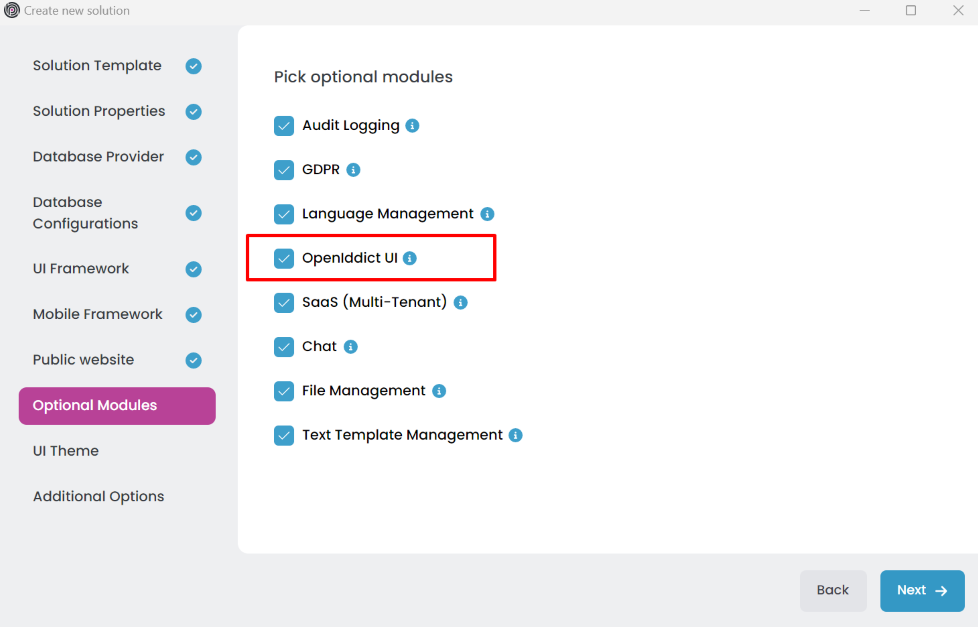 Create new solution
Solution Template
Solution Properties
Database Provider
Database
Configurations
UI Framework
Mobile Framework
Public website
Optional Modules
UI Theme
Additional Options
Pick optional modules
Audit Logging
GDPR
Language Management
OpenIddict UI
SaaS (Multi-Tenant)
Chat
File Management
Text Template Management
Back
Next